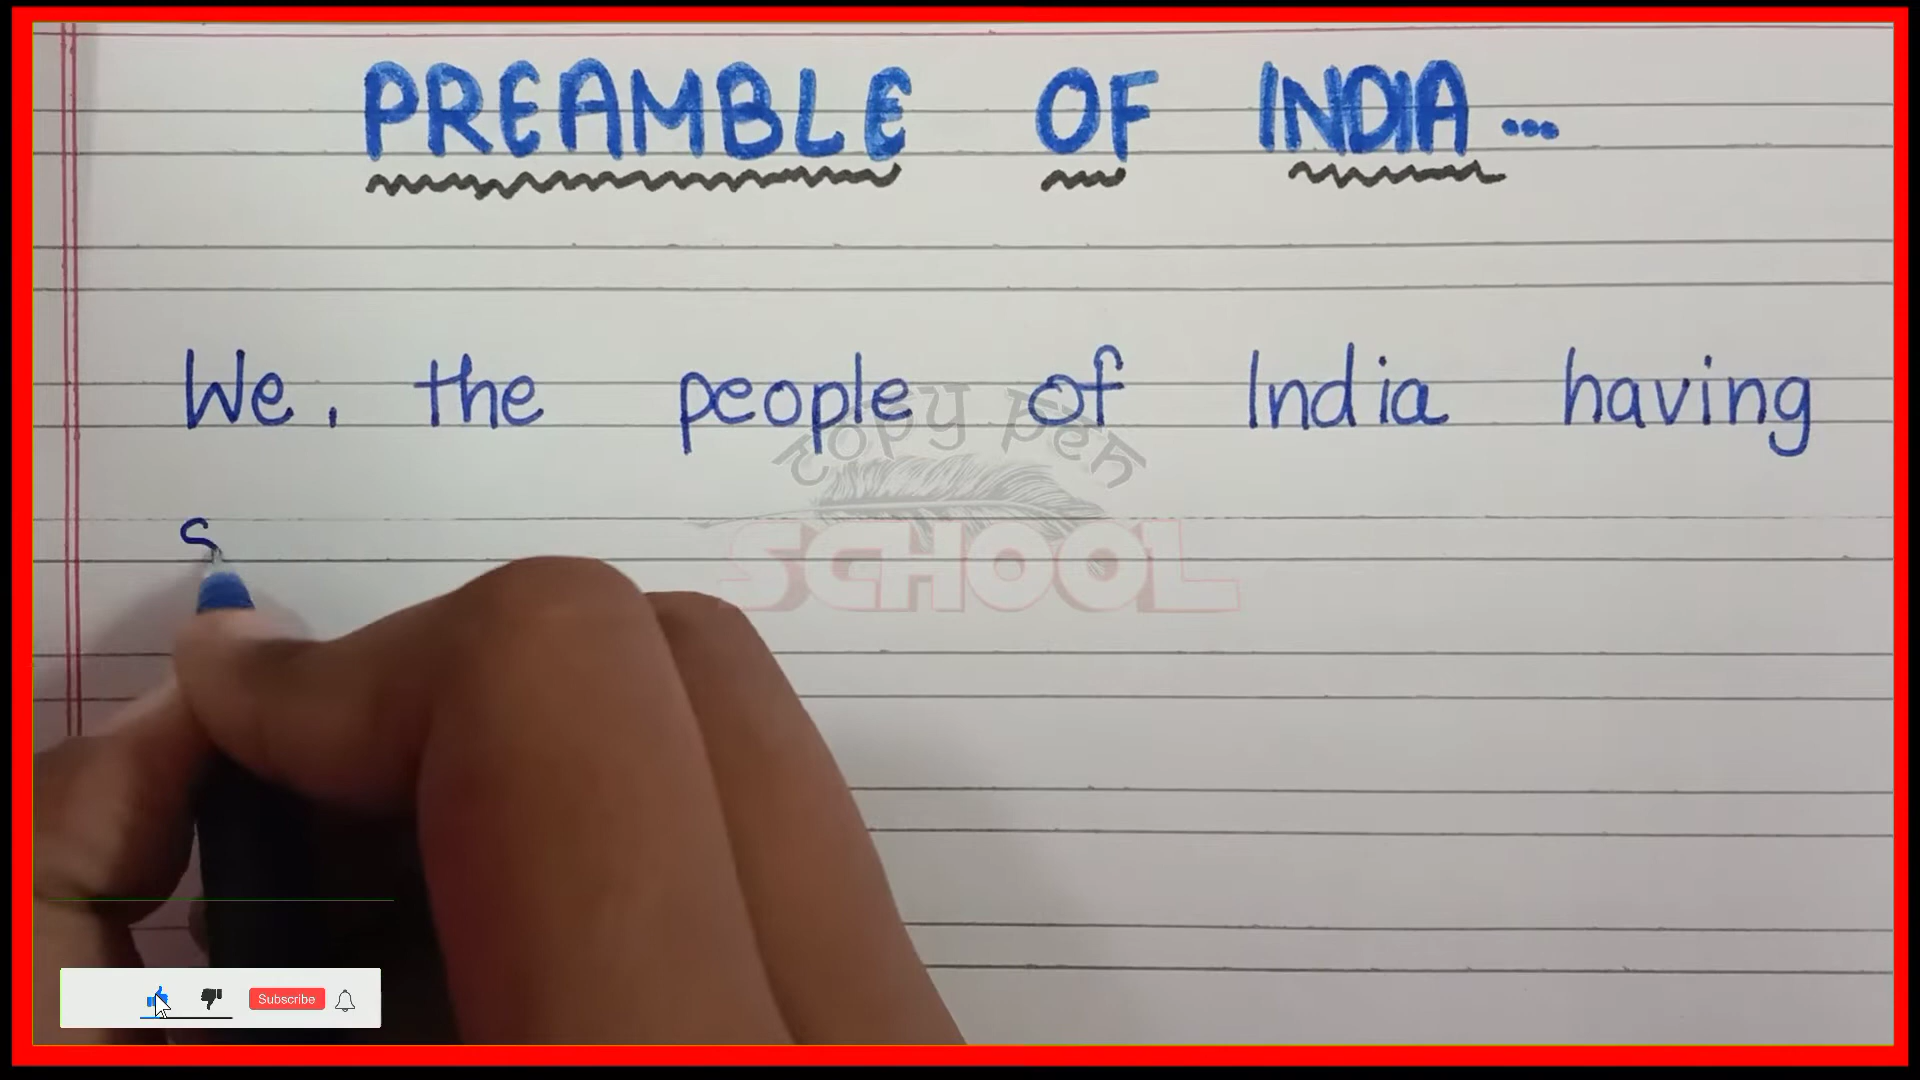 PREAMBLE OF INDIA...
We, the people of India having
s
copy pen
SCHOOL
Subscribe